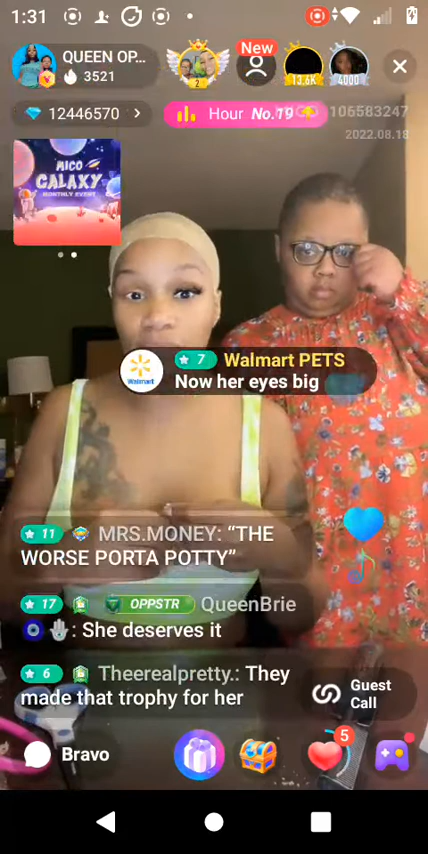 1:31
QUEEN OP...
3521
2
New
13.6K
4000
12446570
Hour No.19
106583247
2022.08.18
MICO
GALAXY
MONTHLY EVENT
7 Walmart PETS
Walmart
Now her eyes big
11 MRS.MONEY: “THE
WORSE PORTA POTTY”
17 OPPSTR QueenBrie
: She deserves it
6 Theerealpretty.: They
made that trophy for her
Guest
Call
Bravo
5